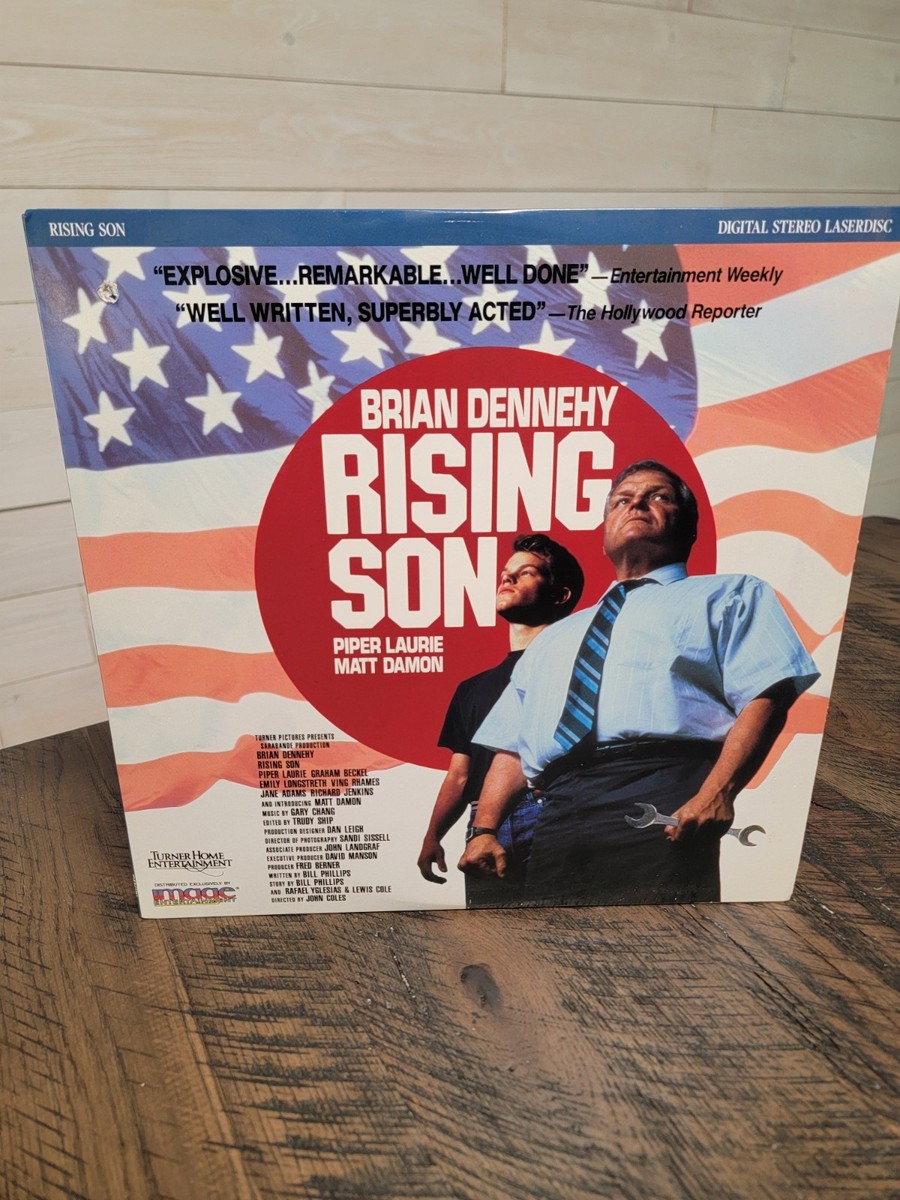 RISING SON
DIGITAL STEREO LASERDISC
“EXPLOSIVE...REMARKABLE...WELL DONE”—Entertainment Weekly
“WELL WRITTEN, SUPERBLY ACTED”—The Hollywood Reporter
BRIAN DENNEHY
RISING
SON
PIPER LAURIE
MATT DAMON
TURNER PICTURES PRESENTS
SARABANDE PRODUCTION
BRIAN DENNEHY
RISING SON
PIPER LAURIE GRAHAM BECKEL
EMILY LONGSTRETH VING RHAMES
JANE ADAMS RICHARD JENKINS
AND INTRODUCING MATT DAMON
MUSIC BY GARY CHANG
EDITED BY TRUDY SHIP
PRODUCTION DESIGNER DAN LEIGH
DIRECTOR OF PHOTOGRAPHY SANDI SISSELL
ASSOCIATE PRODUCER JOHN LANDGRAF
EXECUTIVE PRODUCER DAVID MANSON
PRODUCER FRED BERNER
WRITTEN BY BILL PHILLIPS
STORY BY BILL PHILLIPS
AND RAFAEL YGLESIAS & LEWIS COLE
DIRECTED BY JOHN COLES
TURNER HOME
ENTERTAINMENT
DISTRIBUTED EXCLUSIVELY BY
image
ENTERTAINMENT